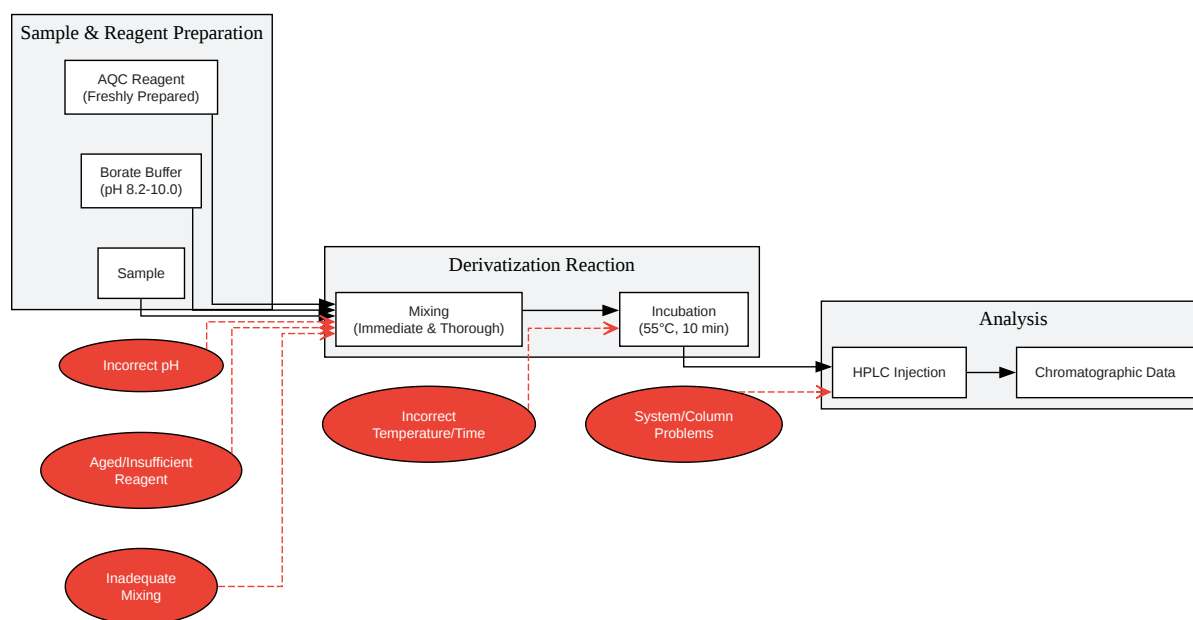 Sample & Reagent Preparation
AQC Reagent
(Freshly Prepared)
Borate Buffer
(pH 8.2-10.0)
Sample
Derivatization Reaction
Mixing
(Immediate & Thorough)
Incubation
(55°C, 10 min)
Analysis
HPLC Injection
Chromatographic Data
Incorrect pH
Incorrect
Temperature/Time
System/Column
Problems
Aged/Insufficient
Reagent
Inadequate
Mixing